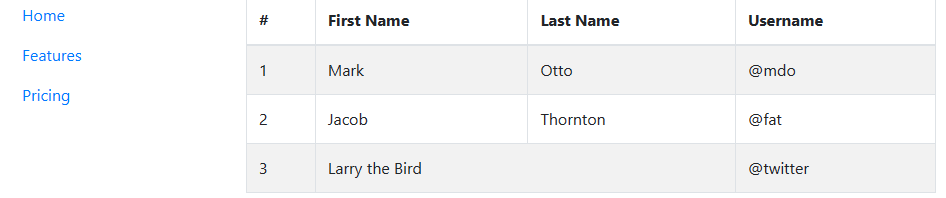 Home
Features
Pricing
# First Name Last Name Username
1 Mark Otto @mdo
2 Jacob Thornton @fat
3 Larry the Bird @twitter